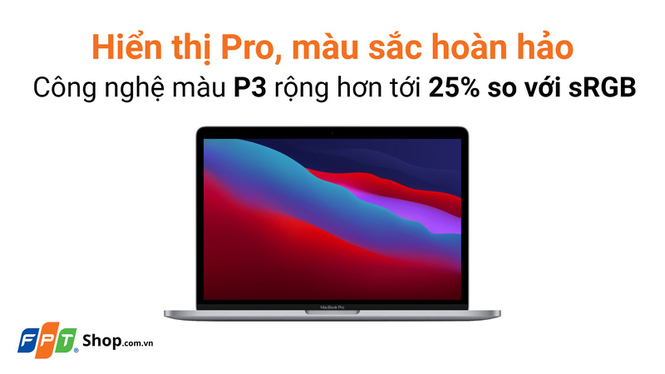 Hiển thị Pro, màu sắc hoàn hảo
Công nghệ màu P3 rộng hơn tới 25% so với sRGB
MacBook Pro
FPT® Shop.com.vn